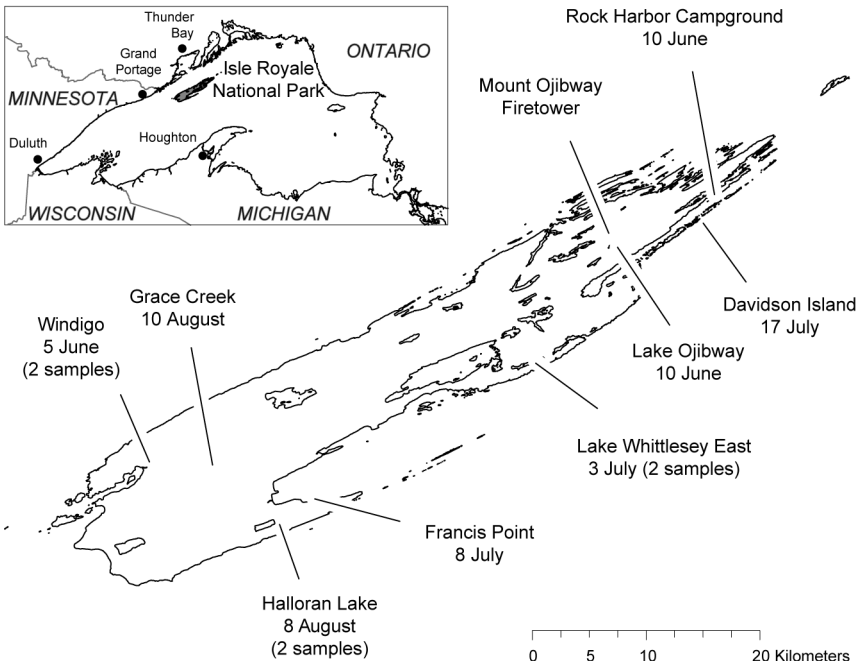 Thunder
Bay
Grand
Portage
ONTARIO
Isle Royale
National Park
MINNESOTA
Duluth
Houghton
WISCONSIN
MICHIGAN
Rock Harbor Campground
10 June
Mount Ojibway
Firetower
Grace Creek
10 August
Windigo
5 June
(2 samples)
Davidson Island
17 July
Lake Ojibway
10 June
Lake Whittlesey East
3 July (2 samples)
Francis Point
8 July
Halloran Lake
8 August
(2 samples)
0 5 10 20 Kilometers